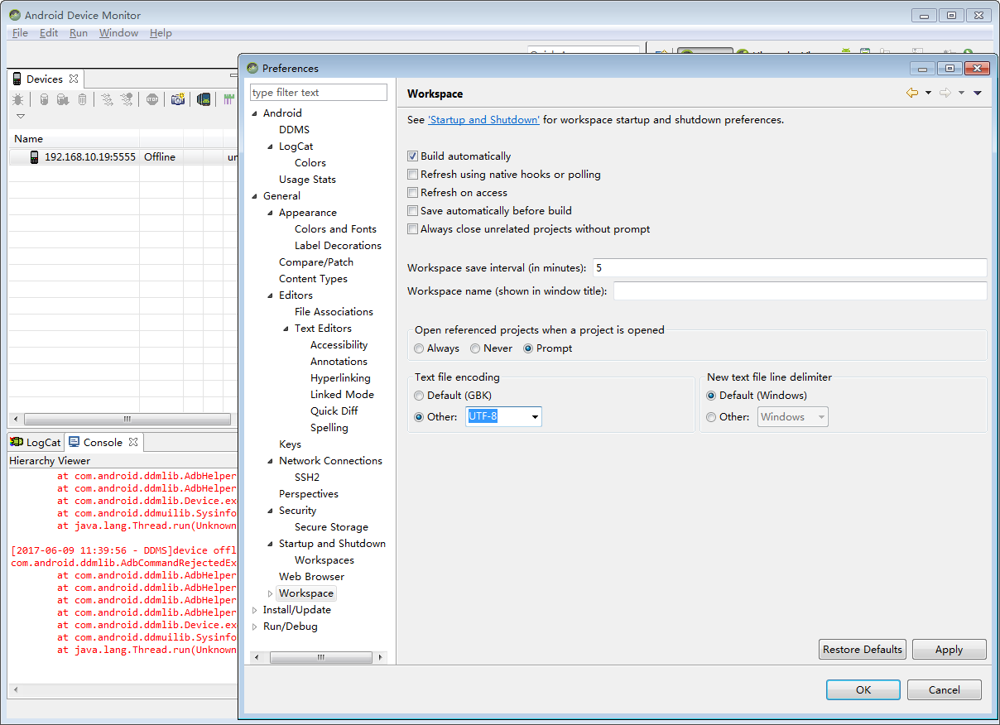 Android Device Monitor
File Edit Run Window Help
Devices
Name
192.168.10.19:5555 Offline
LogCat Console
Hierarchy Viewer
at com.android.ddmlib.AdbHelper
at com.android.ddmlib.AdbHelper
at com.android.ddmlib.Device.ex
at com.android.ddmuilib.Sysinfo
at java.lang.Thread.run(Unknown
[2017-06-09 11:39:56 - DDMS]device offl
com.android.ddmlib.AdbCommandRejectedEx
at com.android.ddmlib.AdbHelper
at com.android.ddmlib.AdbHelper
at com.android.ddmlib.AdbHelper
at com.android.ddmlib.AdbHelper
at com.android.ddmlib.Device.exe
at com.android.ddmuilib.Sysinfo
at java.lang.Thread.run(Unknown
Preferences
type filter text
Android
DDMS
LogCat
Colors
Usage Stats
General
Appearance
Colors and Fonts
Label Decorations
Compare/Patch
Content Types
Editors
File Associations
Text Editors
Accessibility
Annotations
Hyperlinking
Linked Mode
Quick Diff
Spelling
Keys
Network Connections
SSH2
Perspectives
Security
Secure Storage
Startup and Shutdown
Workspaces
Web Browser
Workspace
Install/Update
Run/Debug
Workspace
See 'Startup and Shutdown' for workspace startup and shutdown preferences.
Build automatically
Refresh using native hooks or polling
Refresh on access
Save automatically before build
Always close unrelated projects without prompt
Workspace save interval (in minutes): 5
Workspace name (shown in window title):
Open referenced projects when a project is opened
Always Never Prompt
Text file encoding
Default (GBK)
Other: UTF-8
New text file line delimiter
Default (Windows)
Other: Windows
Restore Defaults Apply
OK Cancel